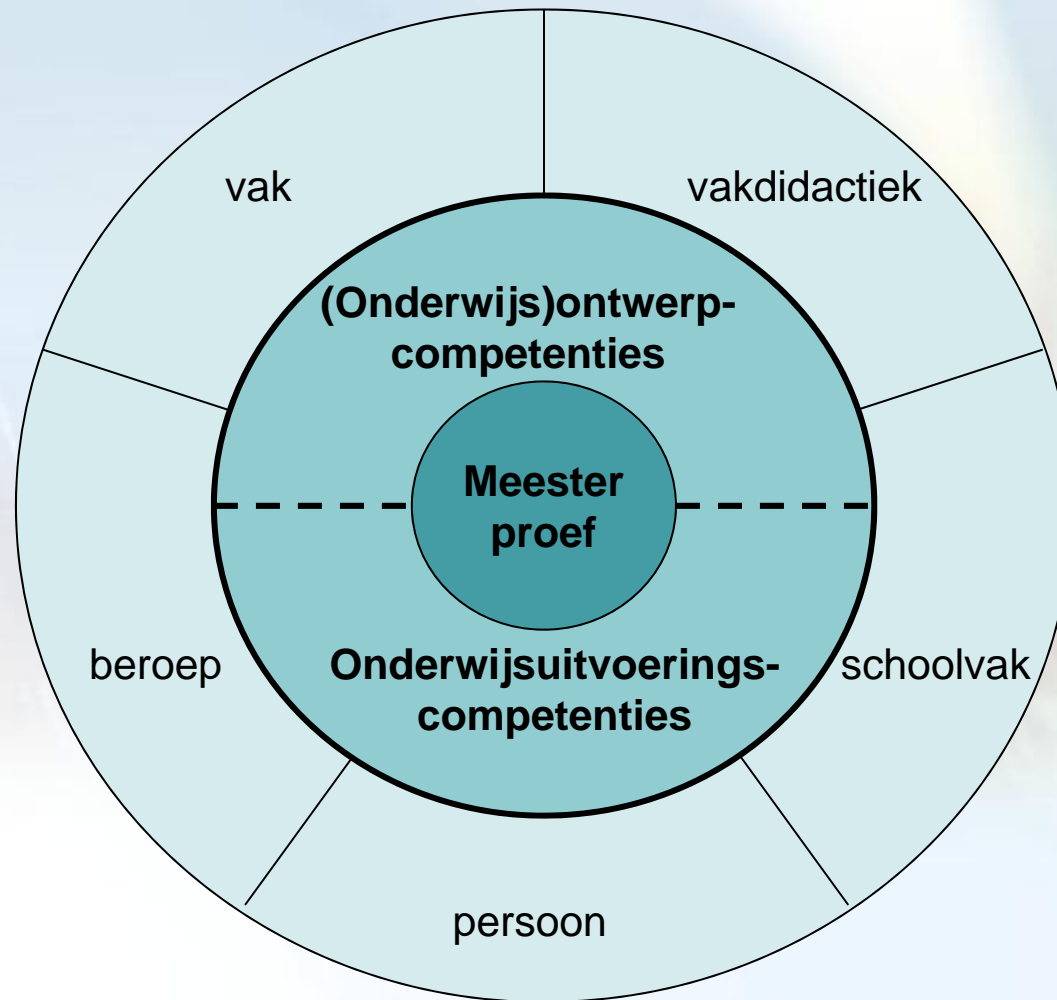 vak
vakdidactiek
(Onderwijs)ontwerp-
competenties
Meester
proef
beroep
Onderwijsuitvoerings-
competenties
schoolvak
persoon